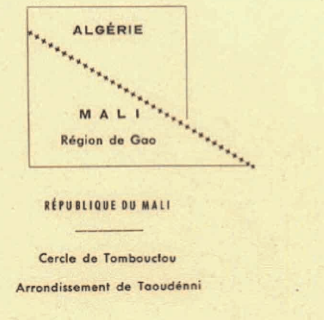 ALGÉRIE
MALI
Région de Gao
RÉPUBLIQUE DU MALI
Cercle de Tombouctou
Arrondissement de Taoudénni